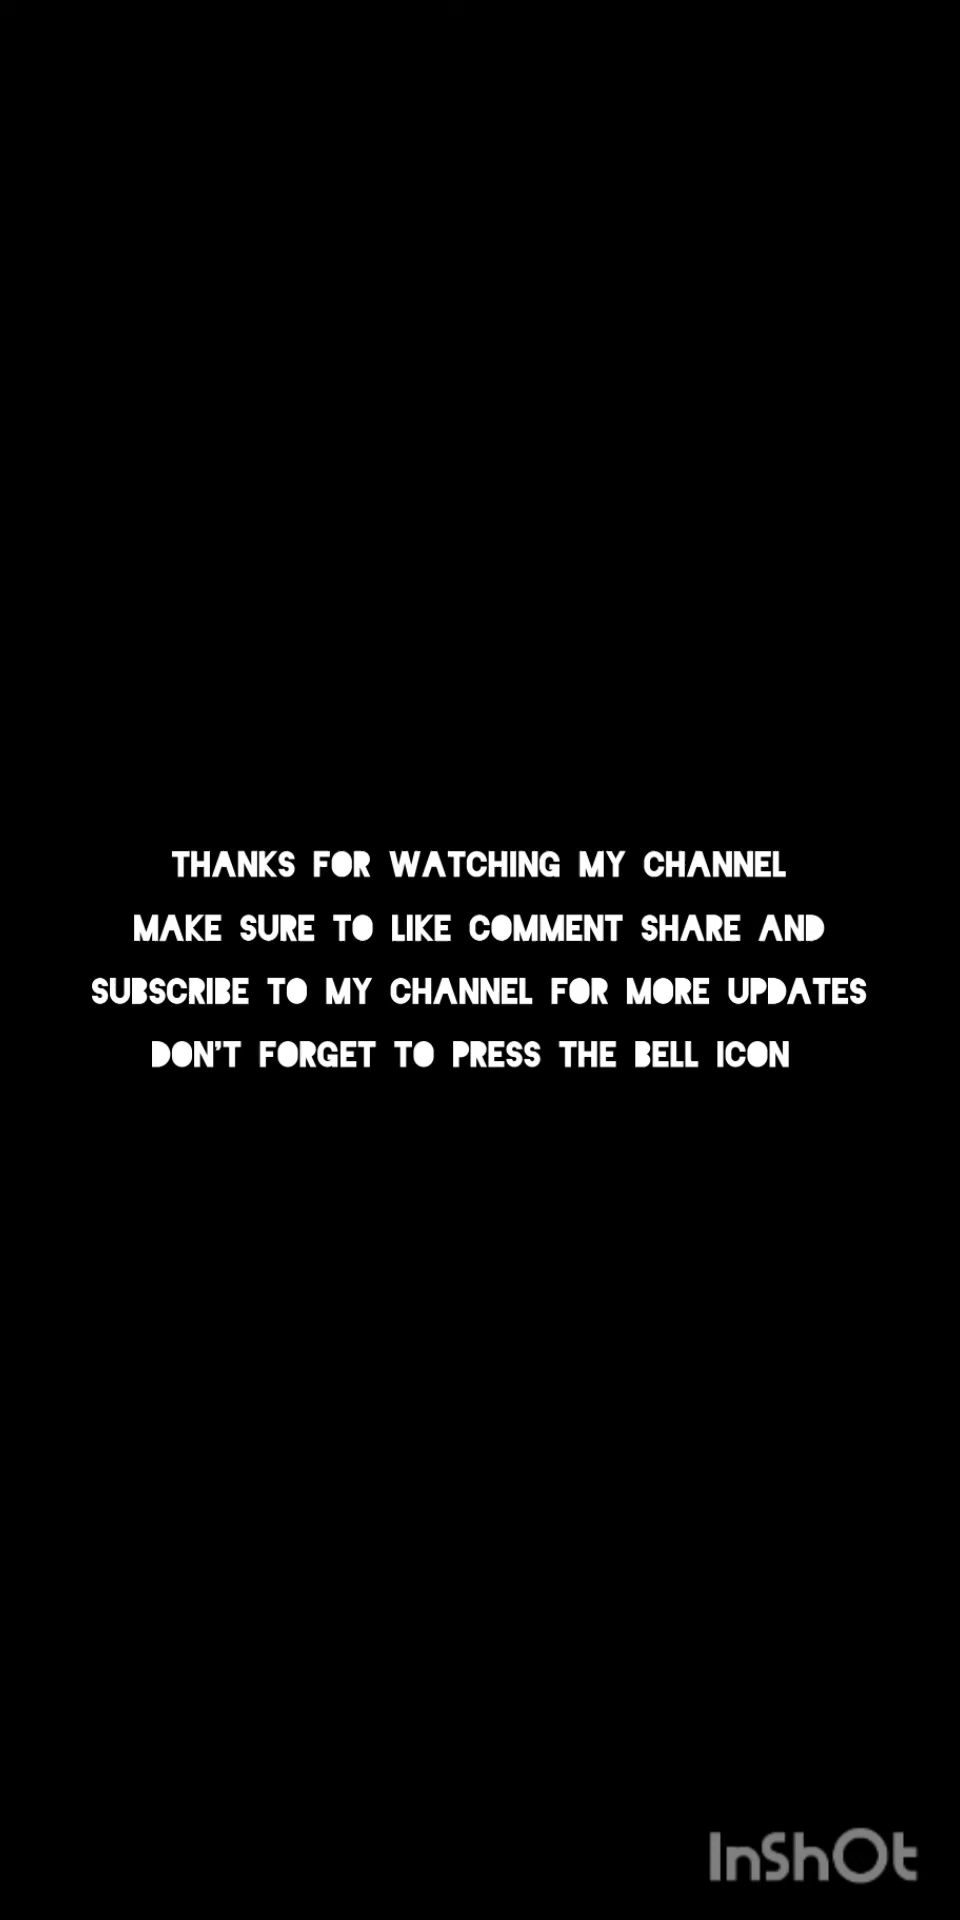 THANKS FOR WATCHING MY CHANNEL
MAKE SURE TO LIKE COMMENT SHARE AND
SUBSCRIBE TO MY CHANNEL FOR MORE UPDATES
DON'T FORGET TO PRESS THE BELL ICON
InShOt